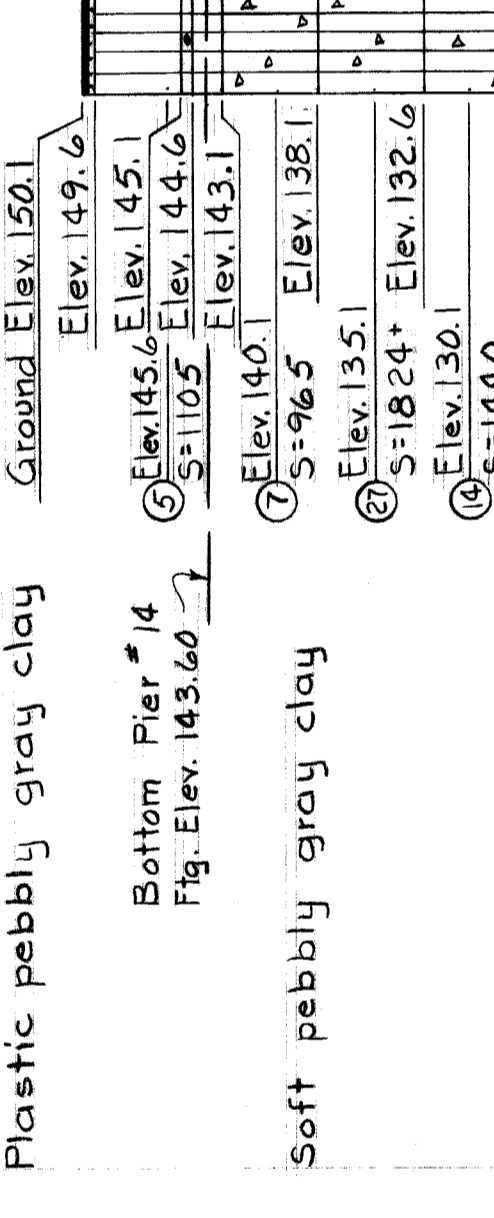 Ground Elev. 150.1
Elev. 149.6
Plastic pebbly gray clay
Elev. 145.1
5
Elev. 145.6
S=1105
Elev. 144.6
Bottom Pier #14
Ftg. Elev. 143.60
Elev. 143.1
7
Elev. 140.1
S=965
Elev. 138.1
Soft pebbly gray clay
27
Elev. 135.1
S=1824+
Elev. 132.6
14
Elev. 130.1